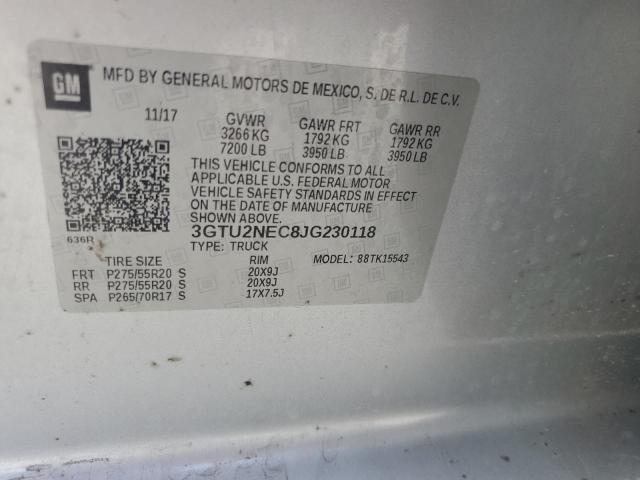 GM
MFD BY GENERAL MOTORS DE MEXICO, S. DE R.L. DE C.V.
11/17 GVWR GAWR FRT GAWR RR
3266 KG 1792 KG 1792 KG
7200 LB 3950 LB 3950 LB
THIS VEHICLE CONFORMS TO ALL
APPLICABLE U.S. FEDERAL MOTOR
VEHICLE SAFETY STANDARDS IN EFFECT
ON THE DATE OF MANUFACTURE
SHOWN ABOVE.
636R 3GTU2NEC8JG230118
TYPE: TRUCK
TIRE SIZE RIM MODEL: 88TK15543
FRT P275/55R20 S 20X9J
RR P275/55R20 S 20X9J
SPA P265/70R17 S 17X7.5J